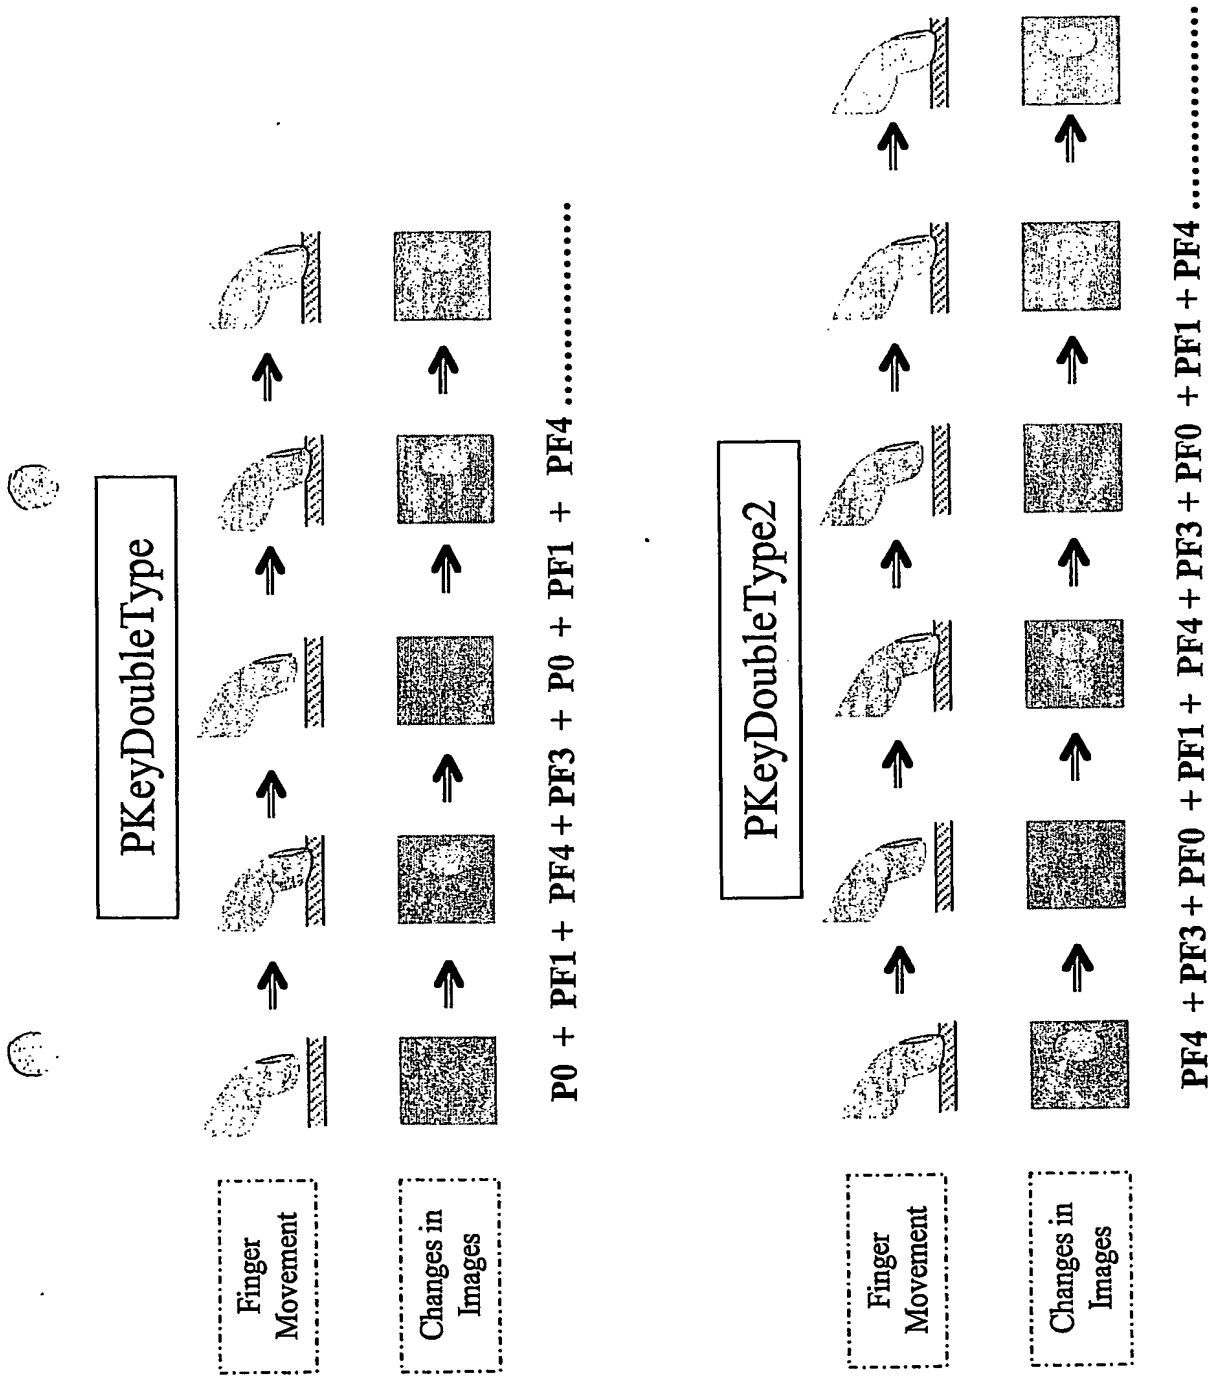 PKeyDoubleType
Finger
Movement
Changes in
Images
P0 + PF1 + PF4 + PF3 + P0 + PF1 + PF4 ....................
PKeyDoubleType2
Finger
Movement
Changes in
Images
PF4 + PF3 + PF0 + PF1 + PF4 + PF3 + PF0 + PF1 + PF4 ....................